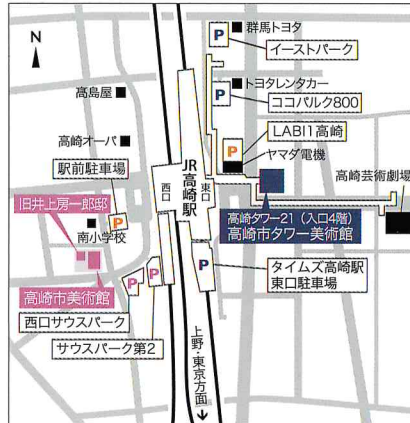 群馬トヨタ
P
イーストパーク
N
トヨタレンタカー
P
髙島屋
ココパルク800
高崎オーパ
P
LABI1高崎
駅前駐車場
JR高崎駅
ヤマダ電機
西口
東口
高崎芸術劇場
旧井上房一郎邸
P
南小学校
高崎タワー21（入口4階）
高崎市タワー美術館
高崎市美術館
P
P
P
タイムズ高崎駅
東口駐車場
西口サウスパーク
サウスパーク第2
上野・東京方面